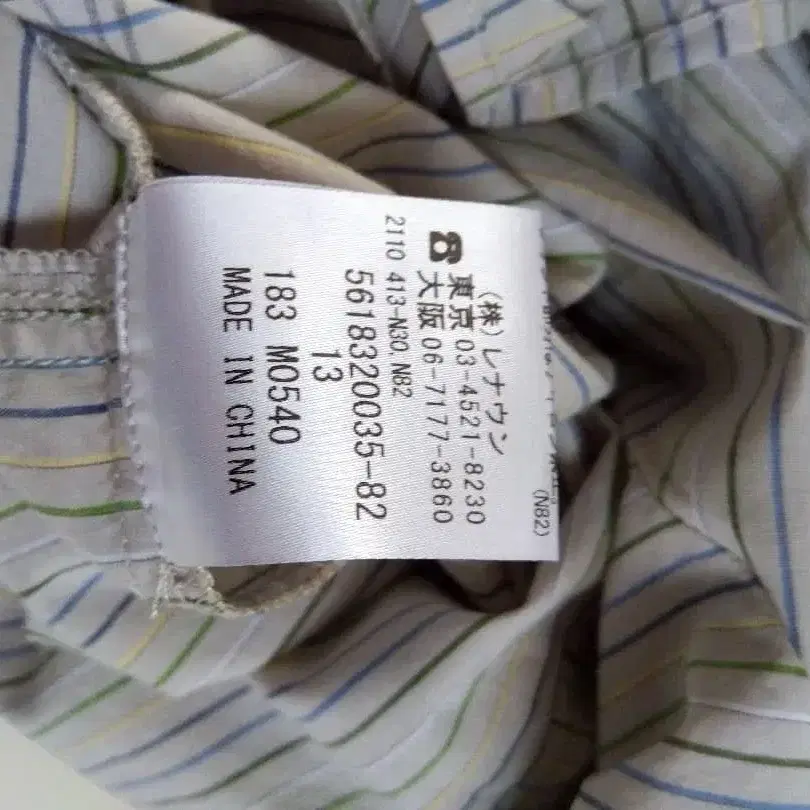 (N82)
(株)レナウン
☎東京 03-4521-8230
大阪 06-7177-3860
2110 413-N30, N82
5618320035-82
13
183 M0540
MADE IN CHINA